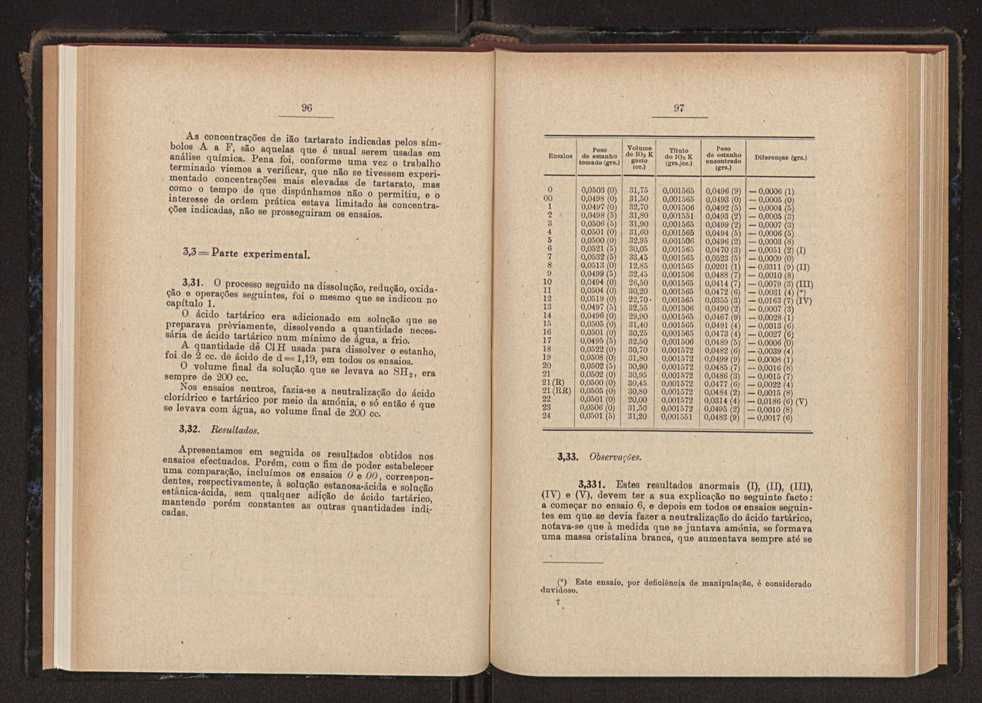 96
As concentrações de ião tartarato indicadas pelos sím-
bolos A a F, são aquelas que é usual serem usadas em
análise química. Pena foi, conforme uma vez o trabalho
terminado viemos a verificar, que não se tivessem experi-
mentado concentrações mais elevadas de tartarato, mas
como o tempo de que dispúnhamos não o permitiu, e o
interesse de ordem prática estava limitado às concentra-
ções indicadas, não se prosseguiram os ensaios.
3,3 = Parte experimental.
3,31. O processo seguido na dissolução, redução, oxida-
ção e operações seguintes, foi o mesmo que se indicou no
capítulo 1.
O ácido tartárico era adicionado em solução que se
preparava prèviamente, dissolvendo a quantidade neces-
sária de ácido tartárico num mínimo de água, a frio.
A quantidade de Cl H usada para dissolver o estanho,
foi de 2 cc. de ácido de d = 1,19, em todos os ensaios.
O volume final da solução que se levava ao SH₂, era
sempre de 200 cc.
Nos ensaios neutros, fazia-se a neutralização do ácido
clorídrico e tartárico por meio da amónia, e só então é que
se levava com água, ao volume final de 200 cc.
3,32. Resultados.
Apresentamos em seguida os resultados obtidos nos
ensaios efectuados. Porém, com o fim de poder estabelecer
uma comparação, incluímos os ensaios 0 e 00, correspon-
dentes, respectivamente, à solução estanosa-ácida e solução
estânica-ácida, sem qualquer adição de ácido tartárico,
mantendo porém constantes as outras quantidades indi-
cadas.
97
Ensaios | Peso de estanho tomado (grs.) | Volume de IO₃ K gasto (cc.) | Título do IO₃ K (grs./cc.) | Peso de estanho encontrado (grs.) | Diferenças (grs.)
0 0,0503 (0) 31,75 0,001565 0,0496 (9) — 0,0006 (1)
00 0,0498 (0) 31,50 0,001565 0,0493 (0) — 0,0005 (0)
1 0,0497 (0) 32,70 0,001506 0,0492 (5) — 0,0004 (5)
2 0,0498 (5) 31,80 0,001551 0,0493 (2) — 0,0005 (3)
3 0,0506 (5) 31,90 0,001565 0,0499 (2) — 0,0007 (3)
4 0,0501 (0) 31,60 0,001565 0,0494 (5) — 0,0006 (5)
5 0,0500 (0) 32,95 0,001506 0,0496 (2) — 0,0003 (8)
6 0,0521 (5) 30,05 0,001565 0,0470 (3) — 0,0051 (2) (I)
7 0,0532 (5) 33,45 0,001565 0,0523 (5) — 0,0009 (0)
8 0,0513 (0) 12,85 0,001565 0,0201 (1) — 0,0311 (9) (II)
9 0,0499 (5) 32,45 0,001506 0,0488 (7) — 0,0010 (8)
10 0,0494 (0) 26,50 0,001565 0,0414 (7) — 0,0079 (3) (III)
11 0,0504 (0) 30,20 0,001565 0,0472 (6) — 0,0031 (4) (*)
12 0,0519 (0) 22,70 0,001565 0,0355 (3) — 0,0163 (7) (IV)
13 0,0497 (5) 32,55 0,001506 0,0490 (2) — 0,0007 (3)
14 0,0496 (0) 29,90 0,001565 0,0467 (9) — 0,0028 (1)
15 0,0505 (0) 31,40 0,001565 0,0491 (4) — 0,0013 (6)
16 0,0501 (0) 30,25 0,001565 0,0473 (4) — 0,0027 (6)
17 0,0495 (5) 32,50 0,001506 0,0489 (5) — 0,0006 (0)
18 0,0522 (0) 30,70 0,001572 0,0482 (6) — 0,0039 (4)
19 0,0508 (0) 31,80 0,001572 0,0499 (9) — 0,0008 (1)
20 0,0502 (5) 30,90 0,001572 0,0485 (7) — 0,0016 (8)
21 0,0502 (0) 30,95 0,001572 0,0486 (3) — 0,0015 (7)
21 (R) 0,0500 (0) 30,45 0,001572 0,0477 (6) — 0,0022 (4)
21 (RR) 0,0505 (0) 30,80 0,001572 0,0484 (2) — 0,0015 (8)
22 0,0501 (0) 20,00 0,001572 0,0314 (4) — 0,0186 (6) (V)
23 0,0506 (0) 31,50 0,001572 0,0495 (2) — 0,0010 (8)
24 0,0501 (5) 31,20 0,001551 0,0483 (9) — 0,0017 (6)
3,33. Observações.
3,331. Estes resultados anormais (I), (II), (III),
(IV) e (V), devem ter a sua explicação no seguinte facto:
a começar no ensaio 6, e depois em todos os ensaios seguin-
tes em que se devia fazer a neutralização do ácido tartárico,
notava-se que à medida que se juntava amónia, se formava
uma massa cristalina branca, que aumentava sempre até se
(*) Este ensaio, por deficiência de manipulação, é considerado
duvidoso.
7